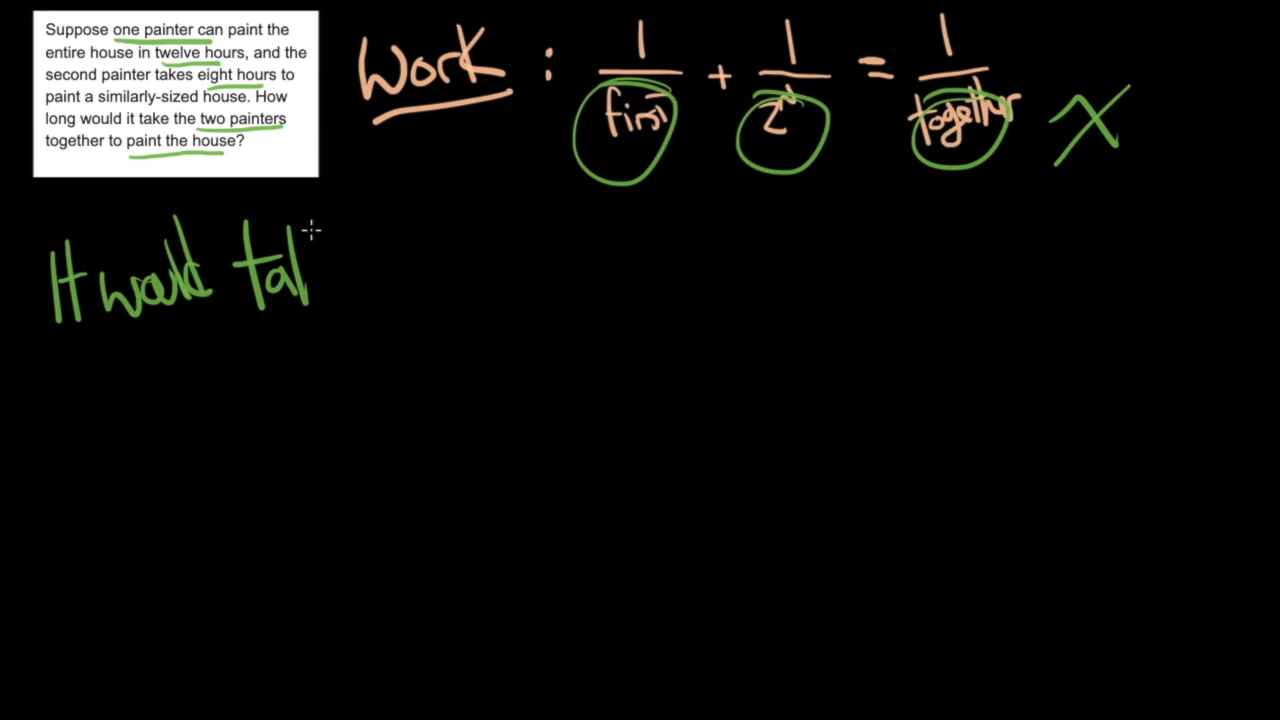 Suppose one painter can paint the
entire house in twelve hours, and the
second painter takes eight hours to
paint a similarly-sized house. How
long would it take the two painters
together to paint the house?
Work : 1/first + 1/2nd = 1/together X
It would tal